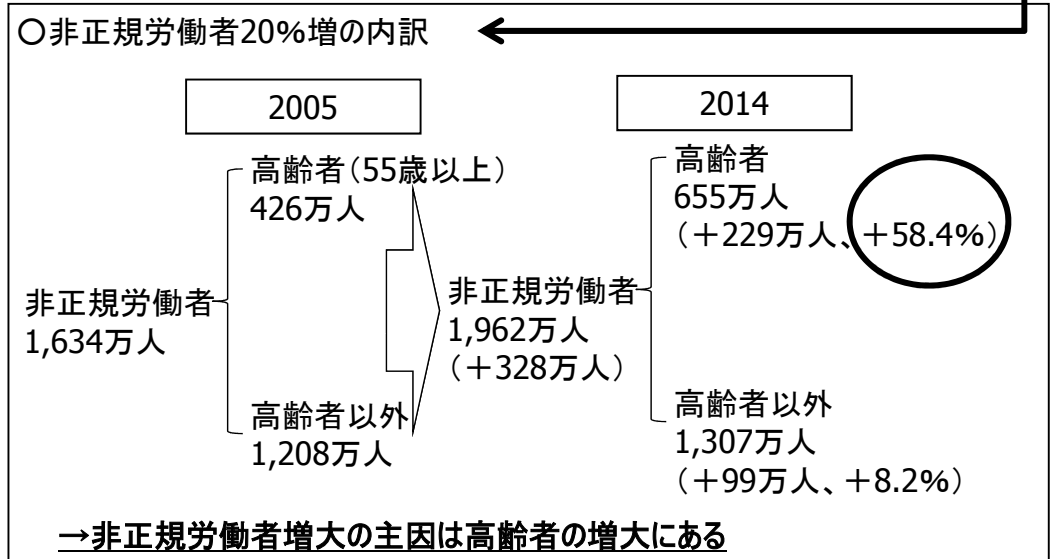 ○非正規労働者20%増の内訳
2005
高齢者（55歳以上）
426万人
非正規労働者
1,634万人
高齢者以外
1,208万人
2014
高齢者
655万人
（＋229万人、＋58.4%）
非正規労働者
1,962万人
（＋328万人）
高齢者以外
1,307万人
（＋99万人、＋8.2%）
→非正規労働者増大の主因は高齢者の増大にある